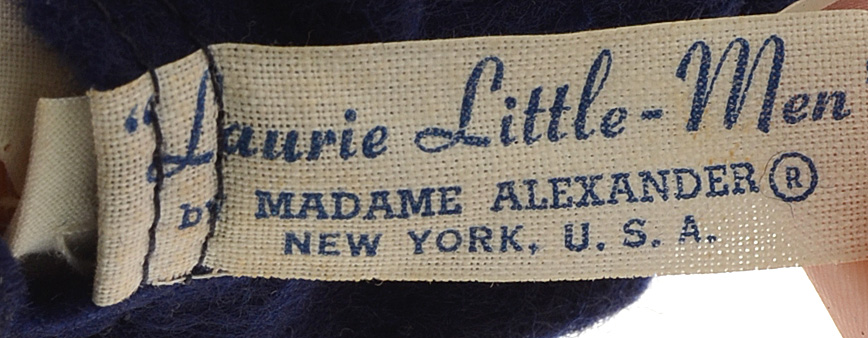 "Laurie Little-Men"
by MADAME ALEXANDER®
NEW YORK, U. S. A.